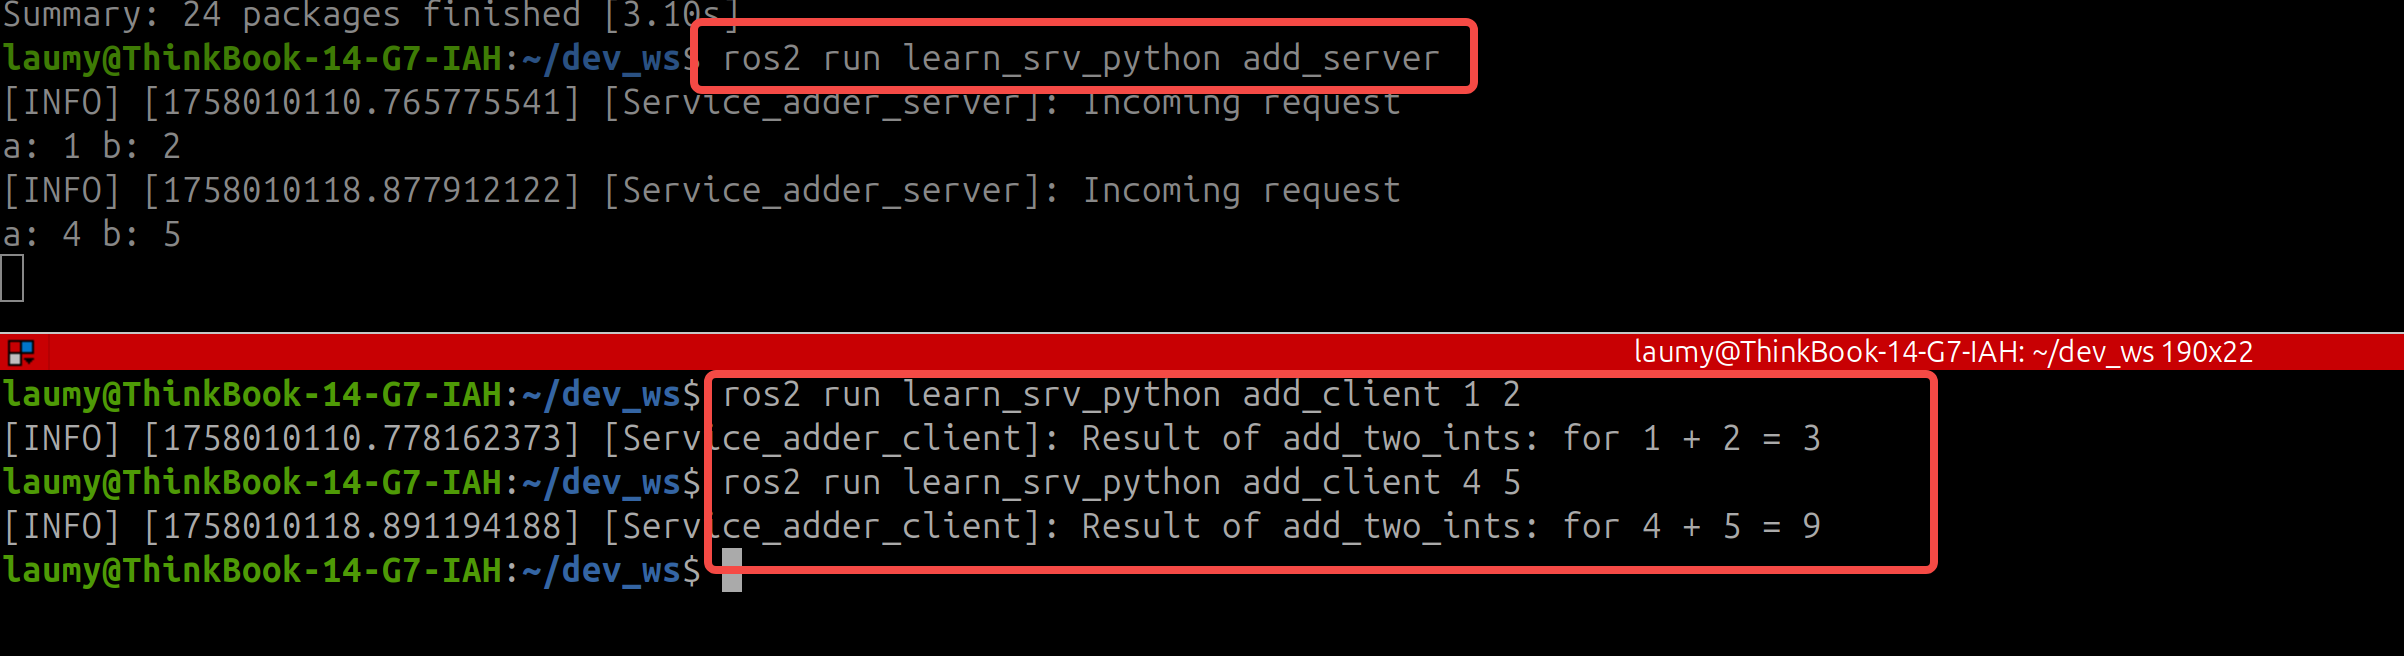 Summary: 24 packages finished [3.10s]
laumy@ThinkBook-14-G7-IAH:~/dev_ws$ ros2 run learn_srv_python add_server
[INFO] [1758010110.765775541] [Service_adder_server]: Incoming request
a: 1 b: 2
[INFO] [1758010118.877912122] [Service_adder_server]: Incoming request
a: 4 b: 5
laumy@ThinkBook-14-G7-IAH: ~/dev_ws 190x22
laumy@ThinkBook-14-G7-IAH:~/dev_ws$ ros2 run learn_srv_python add_client 1 2
[INFO] [1758010110.778162373] [Service_adder_client]: Result of add_two_ints: for 1 + 2 = 3
laumy@ThinkBook-14-G7-IAH:~/dev_ws$ ros2 run learn_srv_python add_client 4 5
[INFO] [1758010118.891194188] [Service_adder_client]: Result of add_two_ints: for 4 + 5 = 9
laumy@ThinkBook-14-G7-IAH:~/dev_ws$